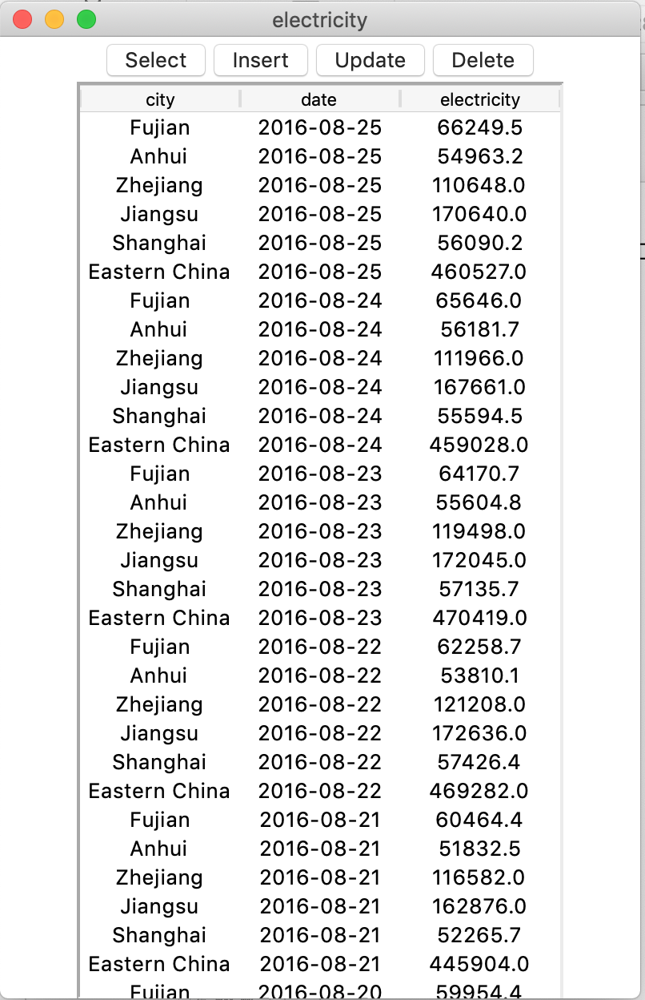 electricity
Select Insert Update Delete
city date electricity
Fujian 2016-08-25 66249.5
Anhui 2016-08-25 54963.2
Zhejiang 2016-08-25 110648.0
Jiangsu 2016-08-25 170640.0
Shanghai 2016-08-25 56090.2
Eastern China 2016-08-25 460527.0
Fujian 2016-08-24 65646.0
Anhui 2016-08-24 56181.7
Zhejiang 2016-08-24 111966.0
Jiangsu 2016-08-24 167661.0
Shanghai 2016-08-24 55594.5
Eastern China 2016-08-24 459028.0
Fujian 2016-08-23 64170.7
Anhui 2016-08-23 55604.8
Zhejiang 2016-08-23 119498.0
Jiangsu 2016-08-23 172045.0
Shanghai 2016-08-23 57135.7
Eastern China 2016-08-23 470419.0
Fujian 2016-08-22 62258.7
Anhui 2016-08-22 53810.1
Zhejiang 2016-08-22 121208.0
Jiangsu 2016-08-22 172636.0
Shanghai 2016-08-22 57426.4
Eastern China 2016-08-22 469282.0
Fujian 2016-08-21 60464.4
Anhui 2016-08-21 51832.5
Zhejiang 2016-08-21 116582.0
Jiangsu 2016-08-21 162876.0
Shanghai 2016-08-21 52265.7
Eastern China 2016-08-21 445904.0
Fujian 2016-08-20 59954.4